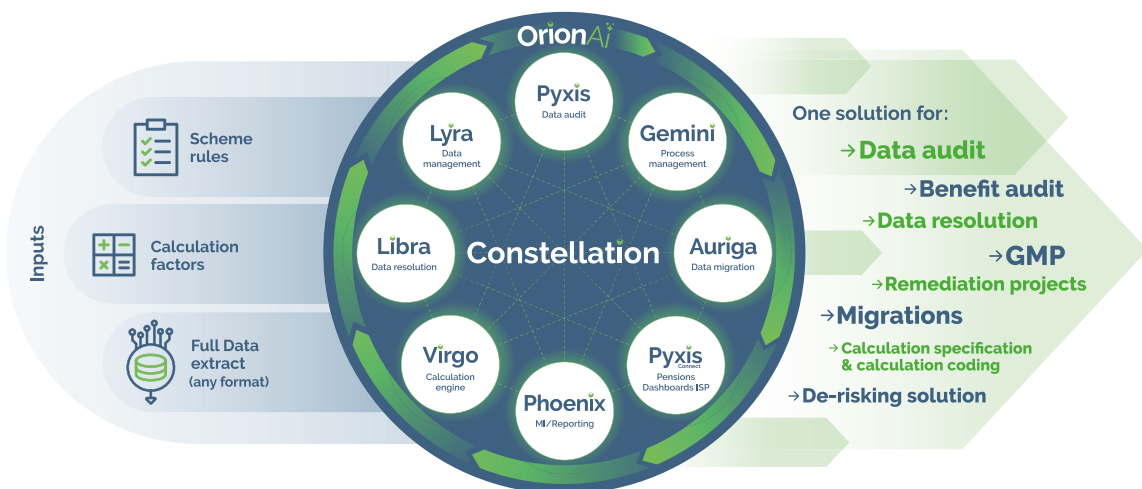 Inputs
Scheme
rules
Calculation
factors
Full Data
extract
(any format)
OrionAi
Pyxis
Data audit
Lyra
Data
management
Gemini
Process
management
Libra
Data resolution
Constellation
Auriga
Data migration
Virgo
Calculation
engine
Pyxis
Connect
Pensions
Dashboards ISP
Phoenix
MI/Reporting
One solution for:
→Data audit
→Benefit audit
→Data resolution
→GMP
→Remediation projects
→Migrations
→Calculation specification
& calculation coding
→De-risking solution